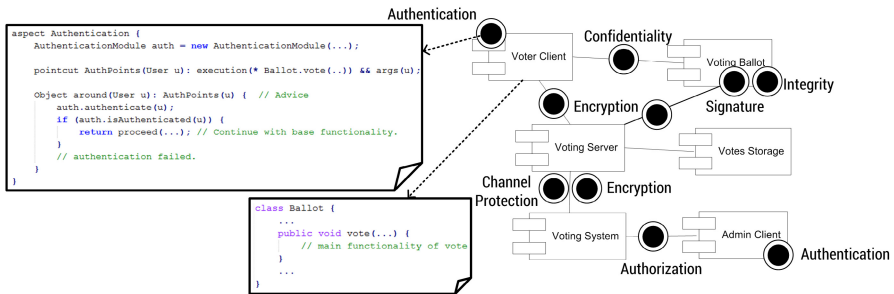 Authentication
aspect Authentication {
AuthenticationModule auth = new AuthenticationModule(...);
pointcut AuthPoints(User u): execution(* Ballot.vote(..)) && args(u);
Object around(User u): AuthPoints(u) {  // Advice
auth.authenticate(u);
if (auth.isAuthenticated(u)) {
return proceed(...); // Continue with base functionality.
}
// authentication failed.
}
}
class Ballot {
...
public void vote(...) {
// main functionality of vote
}
...
}
Voter Client
Confidentiality
Voting Ballot
Integrity
Signature
Encryption
Voting Server
Votes Storage
Channel
Protection
Encryption
Voting System
Authorization
Admin Client
Authentication